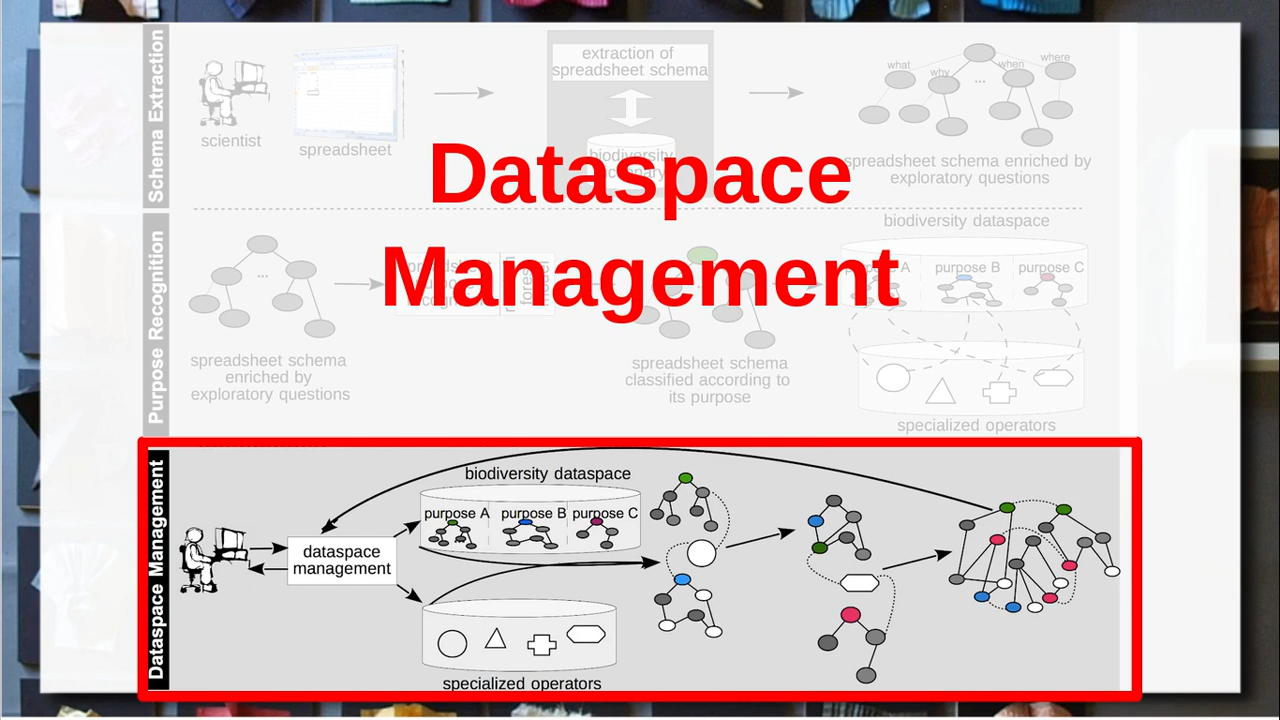 Schema Extraction
scientist
spreadsheet
extraction of
spreadsheet schema
biodiversity
what
why
...
when
where
spreadsheet schema enriched by
exploratory questions
Dataspace
Management
Purpose Recognition
...
spreadsheet schema
enriched by
exploratory questions
spreadsheet schema
classified according to
its purpose
biodiversity dataspace
purpose B
purpose C
specialized operators
Dataspace Management
dataspace
management
biodiversity dataspace
purpose A
purpose B
purpose C
specialized operators